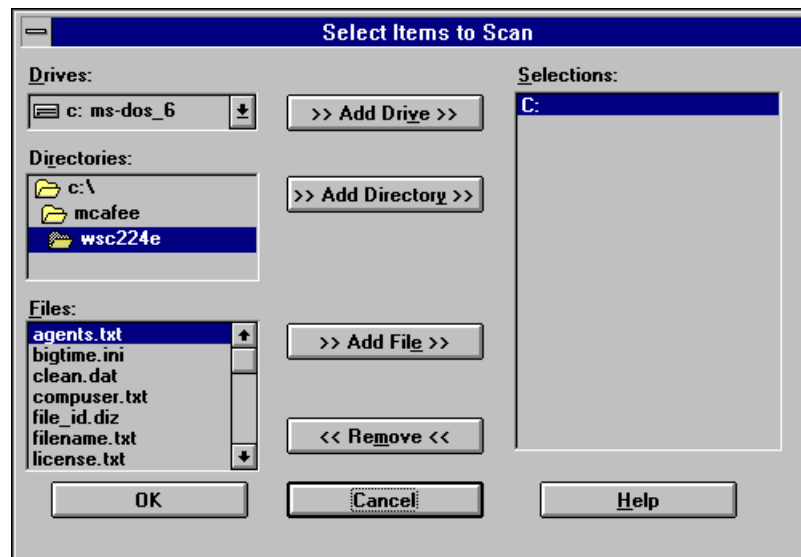 Select Items to Scan
Drives:
c: ms-dos_6
>> Add Drive >>
Directories:
c:\
mcafee
wsc224e
>> Add Directory >>
Files:
agents.txt
bigtime.ini
clean.dat
compuser.txt
file_id.diz
filename.txt
license.txt
>> Add File >>
<< Remove <<
Selections:
C:
OK
Cancel
Help